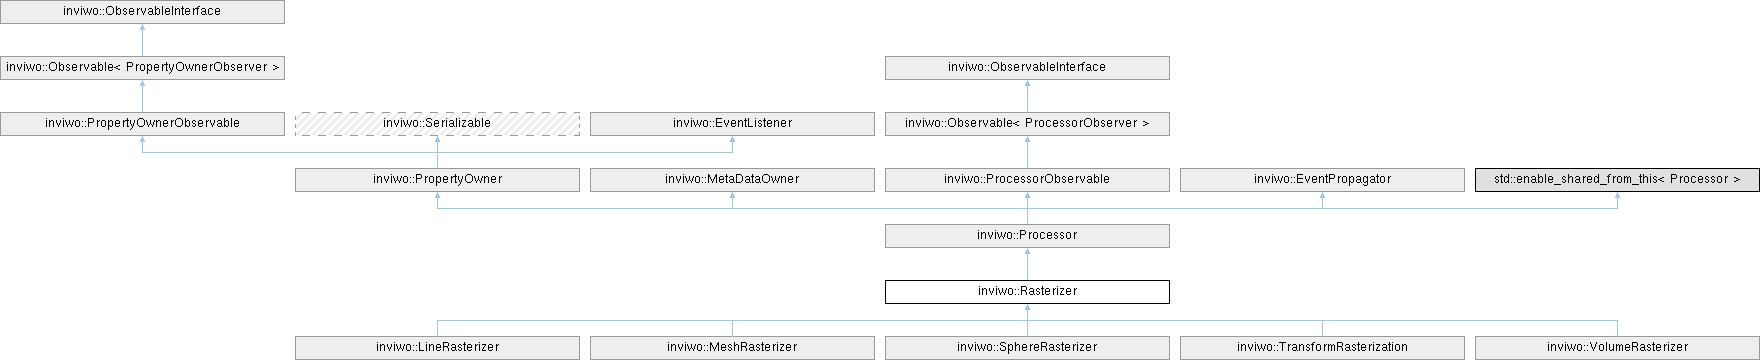 inviwo::ObservableInterface
inviwo::Observable< PropertyOwnerObserver >
inviwo::ObservableInterface
inviwo::PropertyOwnerObservable
inviwo::Serializable
inviwo::EventListener
inviwo::Observable< ProcessorObserver >
inviwo::PropertyOwner
inviwo::MetaDataOwner
inviwo::ProcessorObservable
inviwo::EventPropagator
std::enable_shared_from_this< Processor >
inviwo::Processor
inviwo::Rasterizer
inviwo::LineRasterizer
inviwo::MeshRasterizer
inviwo::SphereRasterizer
inviwo::TransformRasterization
inviwo::VolumeRasterizer